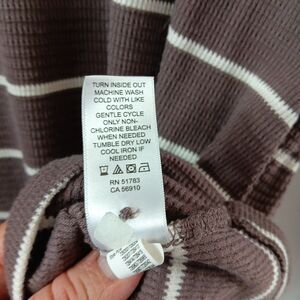 TURN INSIDE OUT
MACHINE WASH
COLD WITH LIKE
COLORS
GENTLE CYCLE
ONLY NON-
CHLORINE BLEACH
WHEN NEEDED
TUMBLE DRY LOW
COOL IRON IF
NEEDED
RN 51783
CA 56910